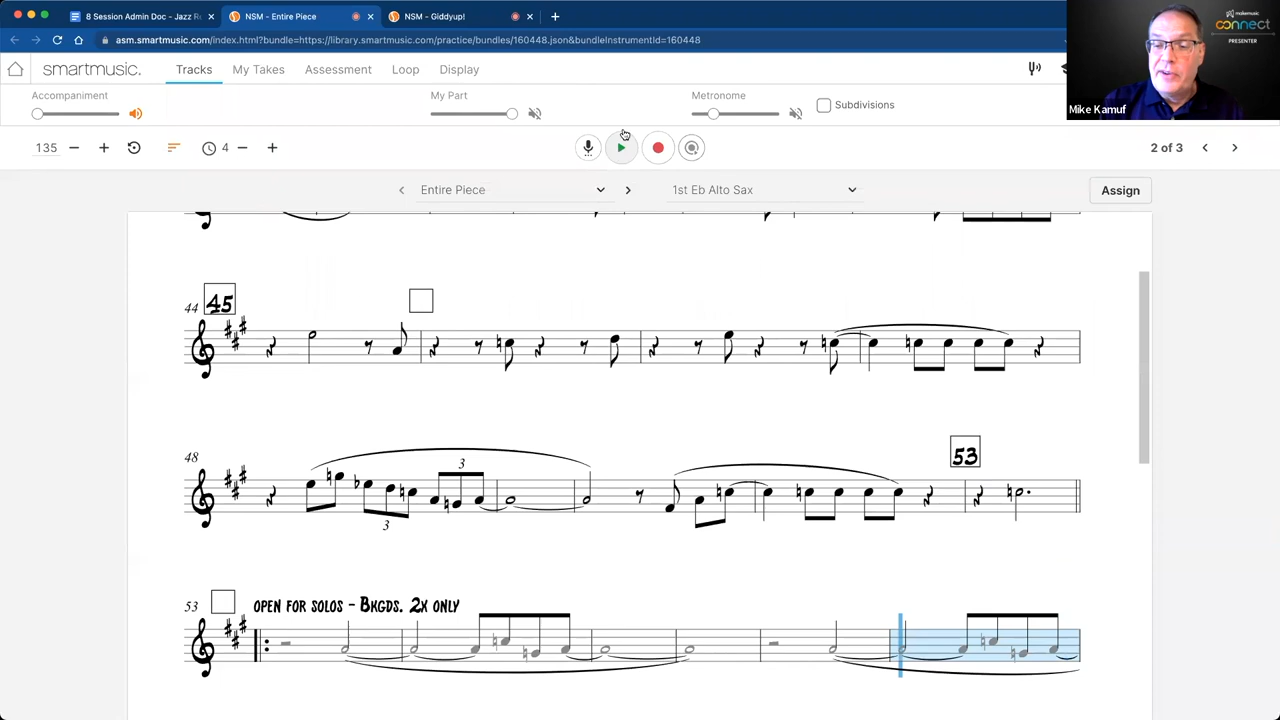 8 Session Admin Doc - Jazz Re
NSM - Entire Piece
NSM - Giddyup!
asm.smartmusic.com/index.html?bundle=https://library.smartmusic.com/practice/bundles/160448.json&bundleInstrumentId=160448
makemusic
connect
PRESENTER
Mike Kamuf
smartmusic.
Tracks
My Takes
Assessment
Loop
Display
Accompaniment
My Part
Metronome
Subdivisions
135
4
2 of 3
Entire Piece
1st Eb Alto Sax
Assign
44
45
48
3
3
53
53
OPEN FOR SOLOS - BKGDS. 2X ONLY